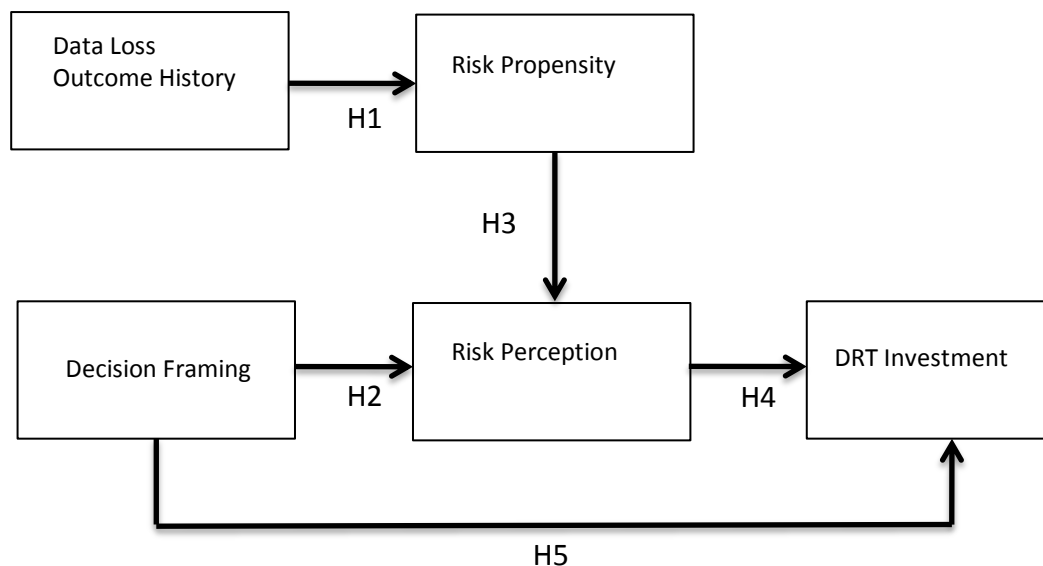 Data Loss
Outcome History
H1
Risk Propensity
H3
Decision Framing
H2
Risk Perception
H4
DRT Investment
H5